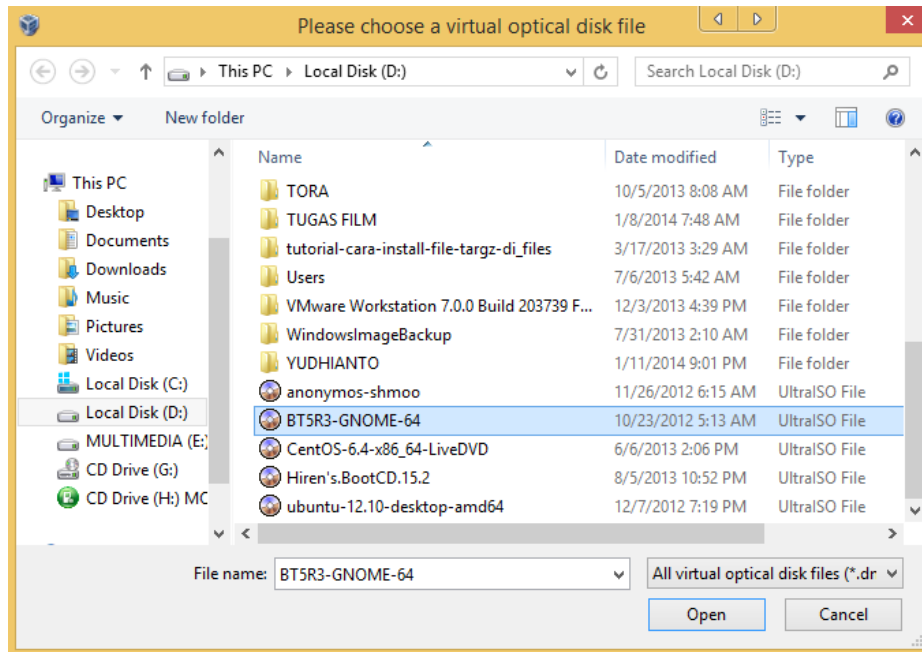 Please choose a virtual optical disk file
This PC Local Disk (D:)
Search Local Disk (D:)
Organize
New folder
This PC
Desktop
Documents
Downloads
Music
Pictures
Videos
Local Disk (C:)
Local Disk (D:)
MULTIMEDIA (E:)
CD Drive (G:)
CD Drive (H:) MC
Name Date modified Type
TORA 10/5/2013 8:08 AM File folder
TUGAS FILM 1/8/2014 7:48 AM File folder
tutorial-cara-install-file-targz-di_files 3/17/2013 3:29 AM File folder
Users 7/6/2013 5:42 AM File folder
VMware Workstation 7.0.0 Build 203739 F... 12/3/2013 4:39 PM File folder
WindowsImageBackup 7/31/2013 2:10 AM File folder
YUDHIANTO 1/11/2014 9:01 PM File folder
anonymos-shmoo 11/26/2012 6:15 AM UltraISO File
BT5R3-GNOME-64 10/23/2012 5:13 AM UltraISO File
CentOS-6.4-x86_64-LiveDVD 6/6/2013 2:06 PM UltraISO File
Hiren's.BootCD.15.2 8/5/2013 10:52 PM UltraISO File
ubuntu-12.10-desktop-amd64 12/7/2012 7:19 PM UltraISO File
File name: BT5R3-GNOME-64
All virtual optical disk files (*.dr
Open
Cancel